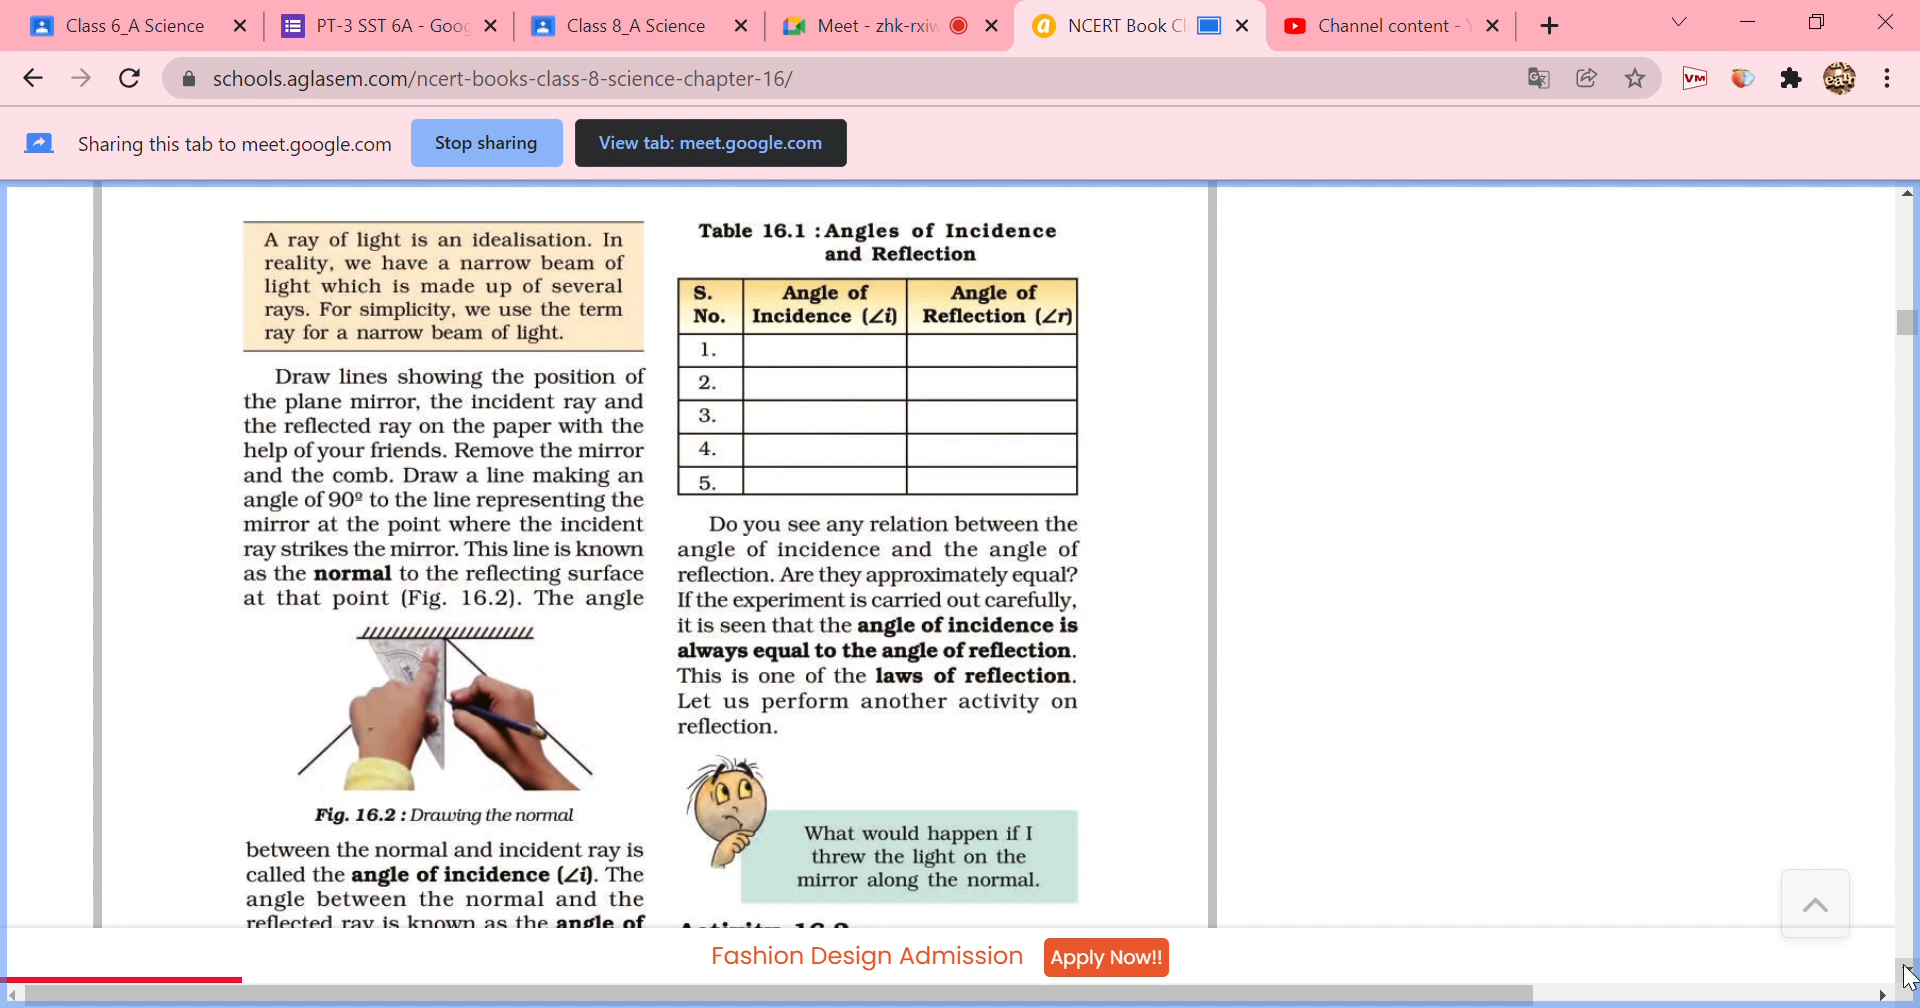 Class 6_A Science
PT-3 SST 6A - Goog
Class 8_A Science
Meet - zhk-rxiw
NCERT Book Cl
Channel content -
schools.aglasem.com/ncert-books-class-8-science-chapter-16/
VM
eay
Sharing this tab to meet.google.com
Stop sharing
View tab: meet.google.com
A ray of light is an idealisation. In
reality, we have a narrow beam of
light which is made up of several
rays. For simplicity, we use the term
ray for a narrow beam of light.
Draw lines showing the position of
the plane mirror, the incident ray and
the reflected ray on the paper with the
help of your friends. Remove the mirror
and the comb. Draw a line making an
angle of 90º to the line representing the
mirror at the point where the incident
ray strikes the mirror. This line is known
as the normal to the reflecting surface
at that point (Fig. 16.2). The angle
Fig. 16.2 : Drawing the normal
between the normal and incident ray is
called the angle of incidence (∠i). The
angle between the normal and the
reflected ray is known as the angle of
Table 16.1 : Angles of Incidence
and Reflection
S. Angle of Angle of
No. Incidence (∠i) Reflection (∠r)
1.
2.
3.
4.
5.
Do you see any relation between the
angle of incidence and the angle of
reflection. Are they approximately equal?
If the experiment is carried out carefully,
it is seen that the angle of incidence is
always equal to the angle of reflection.
This is one of the laws of reflection.
Let us perform another activity on
reflection.
What would happen if I
threw the light on the
mirror along the normal.
Activity 16.2
Fashion Design Admission
Apply Now!!